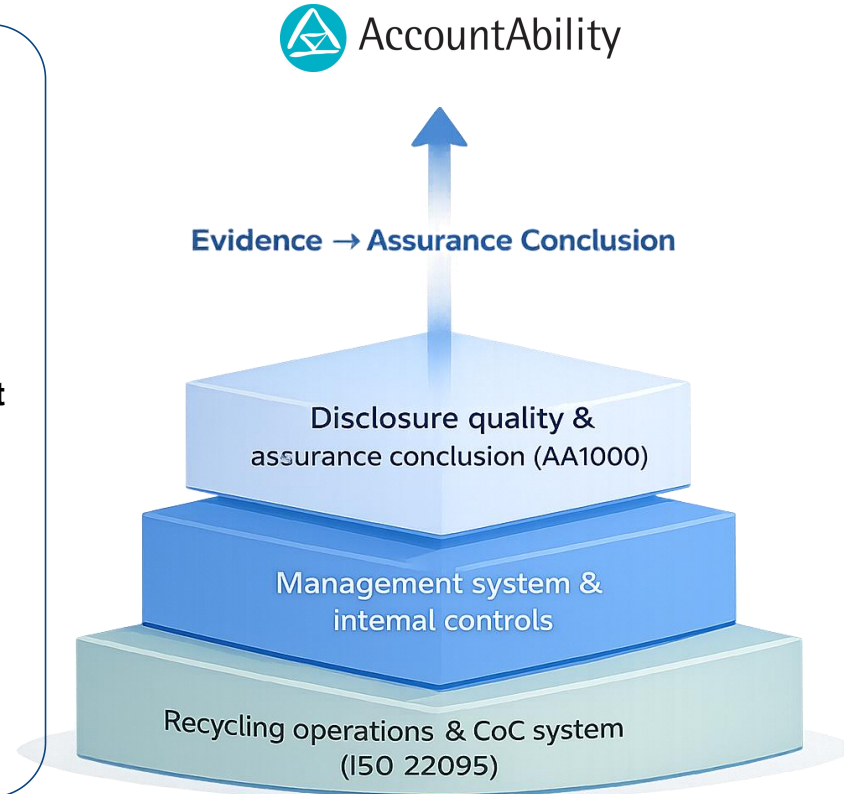 AccountAbility
Evidence → Assurance Conclusion
t
Disclosure quality &
assurance conclusion (AA1000)
Management system &
intemal controls
Recycling operations & CoC system
(I50 22095)